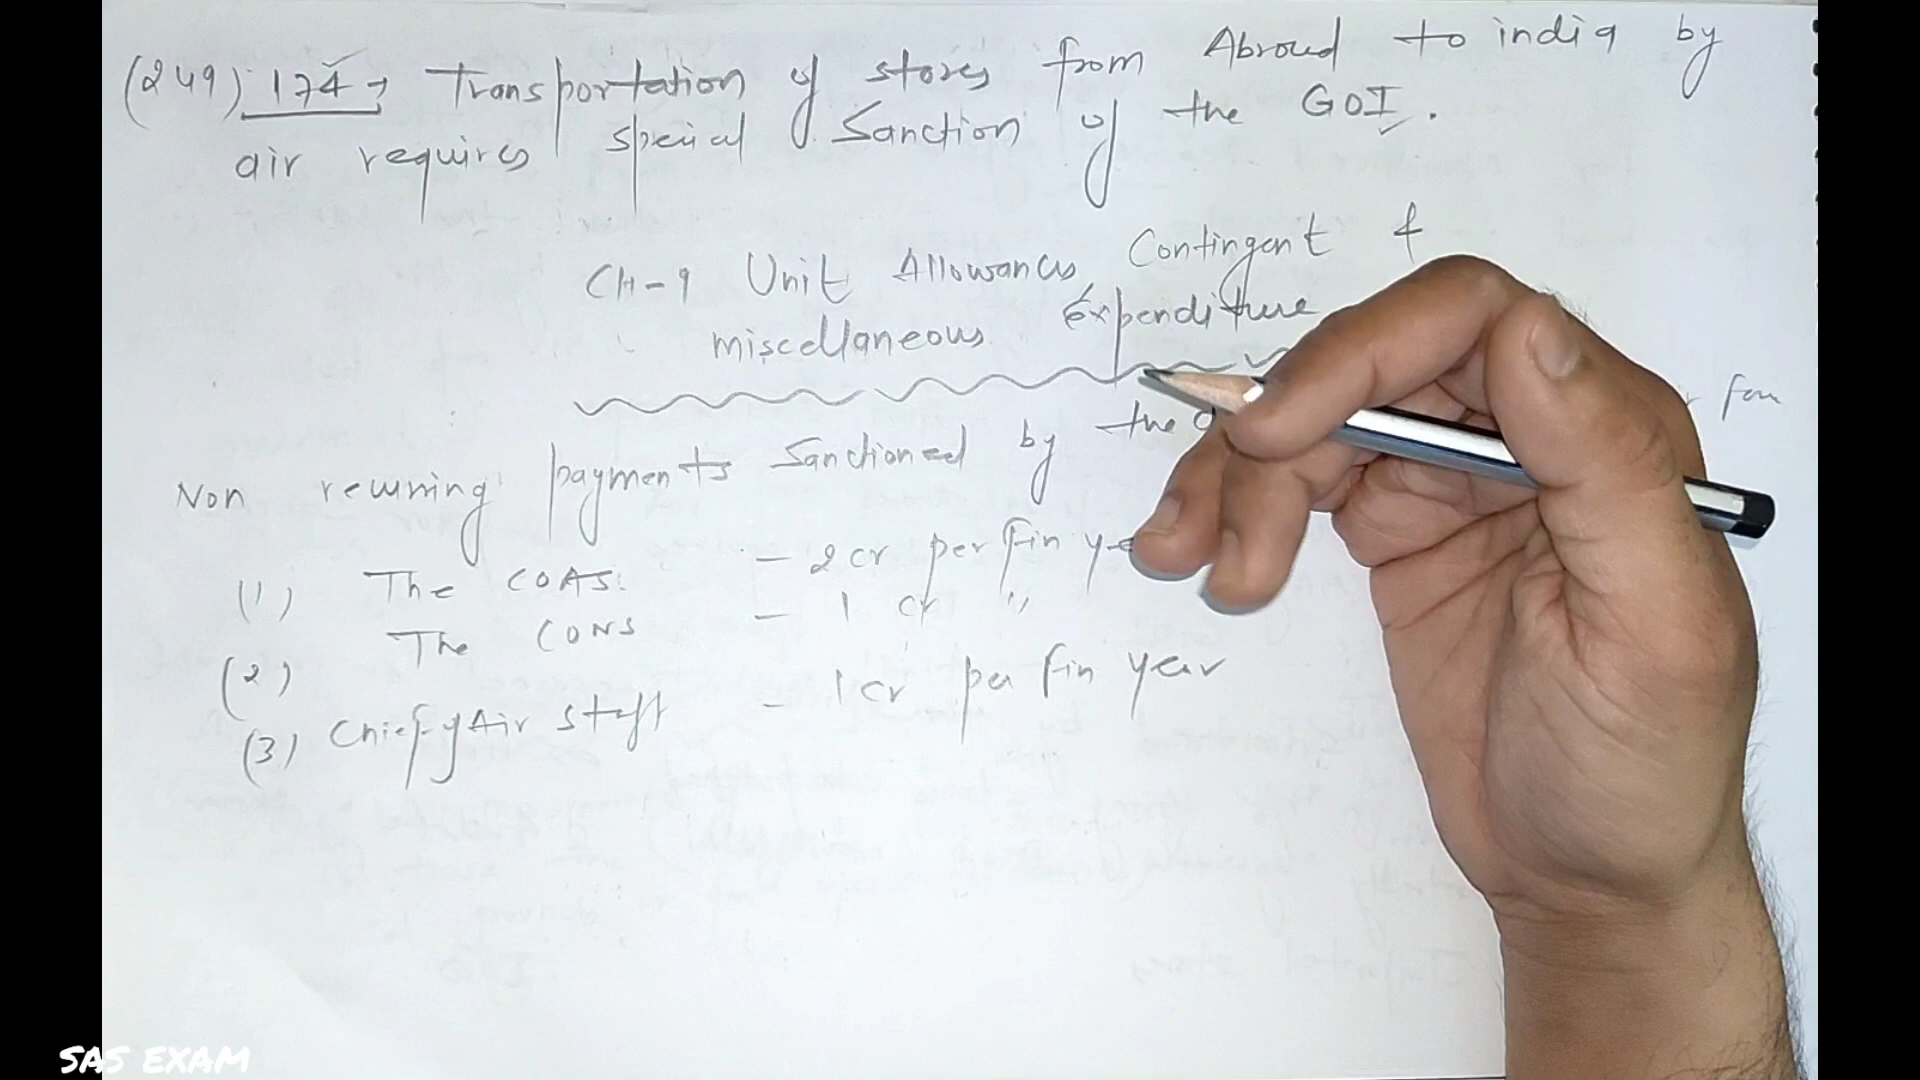 (249) 174 → Transportation of stores from Abroad to india by
air requires special Sanction of the GOI.
CH-9 Unit Allowances, Contingent &
miscellaneous Expenditure
Non recurring payments Sanctioned by the
(1) The COAS. - 2 cr per fin
(2) The CONS - 1 cr "
(3) Chief of Air staff - 1 cr per fin year
SAS EXAM